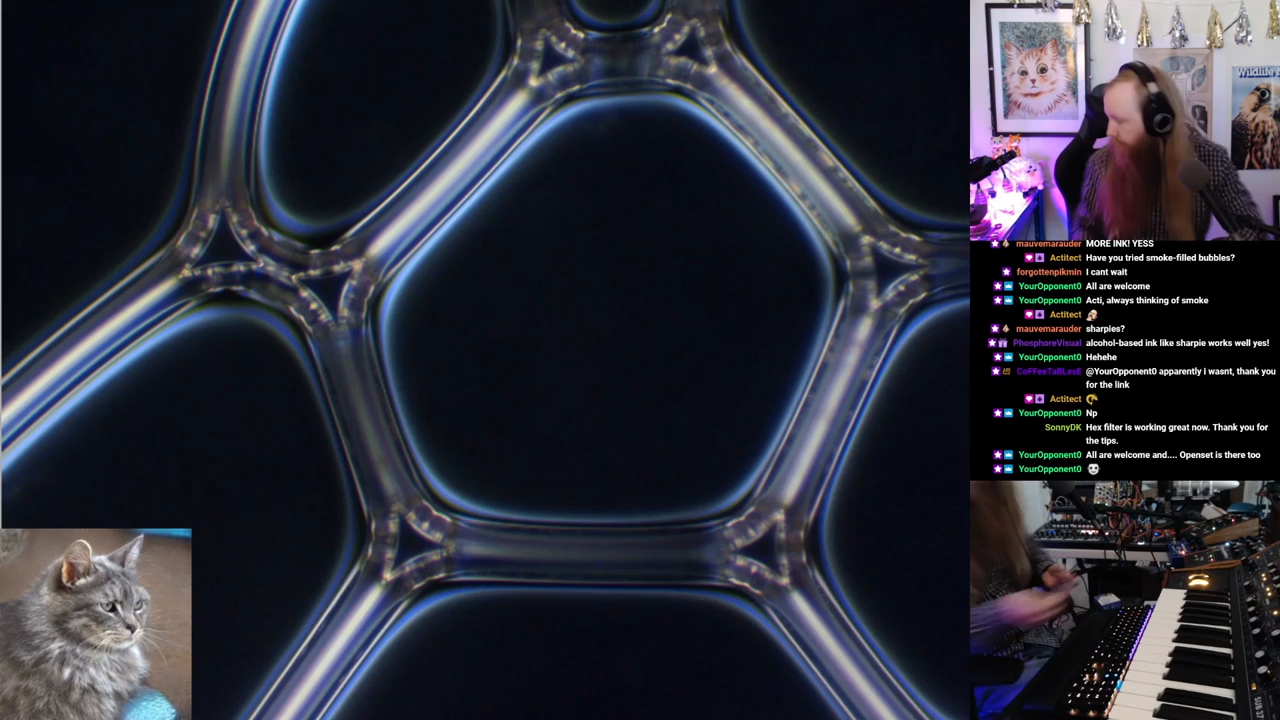 Wildlife
mauvemarauder MORE INK! YESS
Actitect Have you tried smoke-filled bubbles?
forgottenpikmin I cant wait
YourOpponent0 All are welcome
YourOpponent0 Acti, always thinking of smoke
Actitect
mauvemarauder sharpies?
PhosphoreVisual alcohol-based ink like sharpie works well yes!
YourOpponent0 Hehehe
CoFFeeTaBLesE @YourOpponent0 apparently i wasnt, thank you
for the link
Actitect
YourOpponent0 Np
SonnyDK Hex filter is working great now. Thank you for
the tips.
YourOpponent0 All are welcome and.... Openset is there too
YourOpponent0